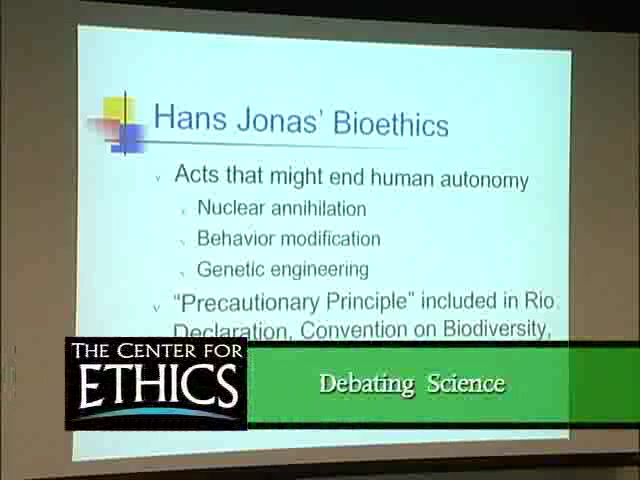 Hans Jonas' Bioethics
Acts that might end human autonomy
Nuclear annihilation
Behavior modification
Genetic engineering
"Precautionary Principle" included in Rio
Declaration, Convention on Biodiversity,
THE CENTER FOR
ETHICS
Debating Science